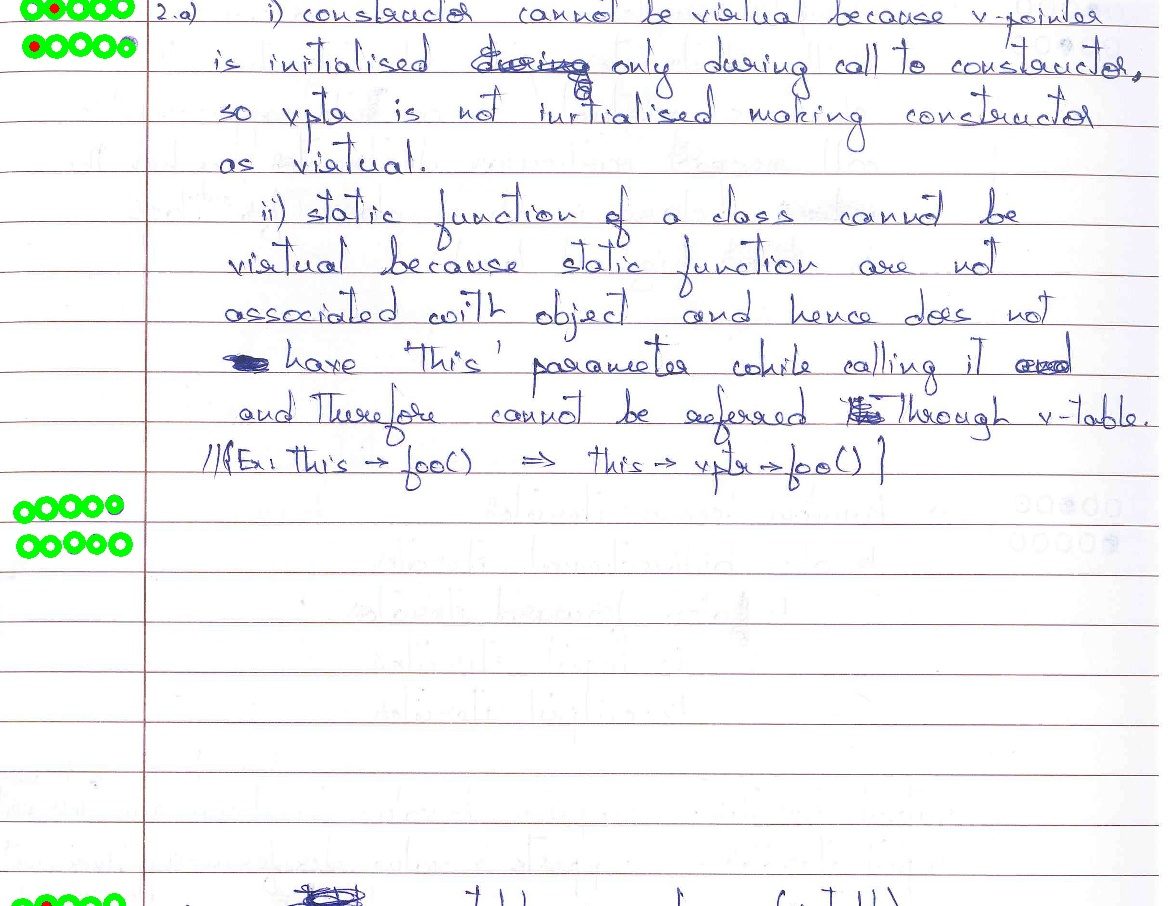 2.a) i) constructor cannot be virtual because v-pointer
is initialised only during call to constructor,
so vptr is not initialised making constructor
as virtual.
ii) static function of a class cannot be
virtual because static function are not
associated with object and hence does not
have 'this' parameter while calling it
and Therefore cannot be referred Through v-table.
//{Ex: This → foo() ⇒ this → vptr → foo()}